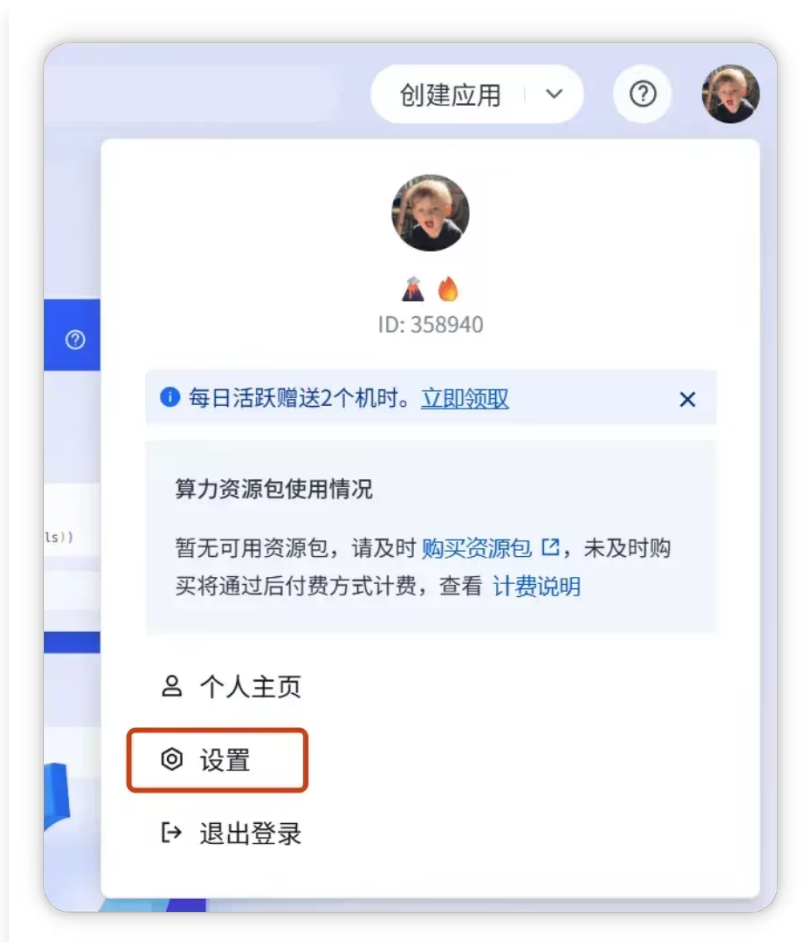 创建应用
🌋🔥
ID: 358940
每日活跃赠送2个机时。立即领取
算力资源包使用情况
ls))
暂无可用资源包，请及时 购买资源包，未及时购
买将通过后付费方式计费，查看 计费说明
个人主页
设置
退出登录